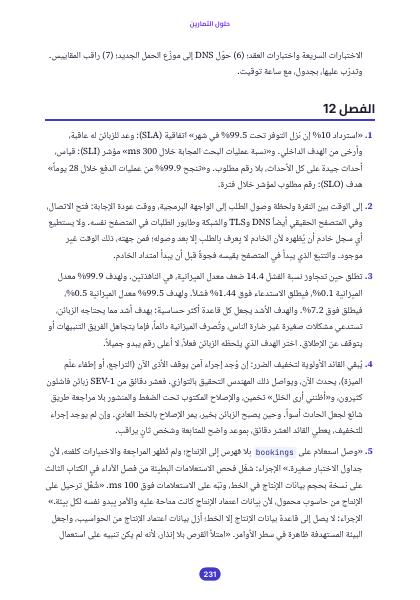 حلول التمارين
الاختبارات السريعة واختبارات العقد؛ (6) حوّل DNS إلى موزّع الحمل الجديد؛ (7) راقب المقاييس.
وتدرّب عليها، بجدول، مع ساعة توقيت.
الفصل 12
1. «استرداد 10% إن نزل التوفر تحت 99.5% في شهر» اتفاقية (SLA): وعد للزبائن له عاقبة،
وأرخى من الهدف الداخلي. و«نسبة عمليات البحث المجابة خلال 300 ms» مؤشر (SLI): قياس،
أحداث جيدة على كل الأحداث، بلا رقم مطلوب. و«تنجح 99.9% من عمليات الدفع خلال 28 يوماً»
هدف (SLO): رقم مطلوب لمؤشر خلال فترة.
2. إلى الوقت بين النقرة ولحظة وصول الطلب إلى الواجهة البرمجية، ووقت عودة الإجابة: فتح الاتصال،
وفي المتصفح الحقيقي أيضاً DNS وTLS والشبكة وطابور الطلبات في المتصفح نفسه. ولا يستطيع
أي سجل خادم أن يُظهره لأن الخادم لا يعرف بالطلب إلا بعد وصوله؛ فمن جهته، ذلك الوقت غير
موجود. والتتبع الذي يبدأ في المتصفح يقيسه فجوةً قبل أن يبدأ امتداد الخادم.
3. تطلق حين تتجاوز نسبة الفشل 14.4 ضعف معدل الميزانية، في النافذتين. ولهدف 99.9% معدل
الميزانية 0.1%، فيطلق الاستدعاء فوق 1.44% فشلاً. ولهدف 99.5% معدل الميزانية 0.5%،
فيطلق فوق 7.2%. والهدف الأشد يجعل كل قاعدة أكثر حساسية: بهدف أشد مما يحتاجه الزبائن،
تستدعي مشكلات صغيرة غير ضارة الناس، وتُصرف الميزانية دائماً، فإما يتجاهل الفريق التنبيهات أو
يتوقف عن الإطلاق. اختر الهدف الذي يلحظه الزبائن فعلاً، لا أعلى رقم يبدو جميلاً.
4. يُبقي القائد الأولوية لتخفيف الضرر: إن وُجد إجراء آمن يوقف الأذى الآن (التراجع، أو إطفاء علَم
الميزة)، يحدث الآن، ويواصل ذلك المهندس التحقيق بالتوازي. فعشر دقائق من SEV-1 زبائن فاشلون
كثيرون، و«أظنني أرى الخلل» تخمين، والإصلاح المكتوب تحت الضغط والمنشور بلا مراجعة طريق
شائع لجعل الحادث أسوأ. وحين يصبح الزبائن بخير، يمر الإصلاح بالخط العادي. وإن لم يوجد إجراء
للتخفيف، يعطي القائد العشر دقائق، بموعد واضح للمتابعة وشخص ثانٍ يراقب.
5. «وصل استعلام على bookings بلا فهرس إلى الإنتاج؛ ولم تُظهر المراجعة والاختبارات كلفته، لأن
جداول الاختبار صغيرة.» الإجراء: شغّل فحص الاستعلامات البطيئة من فصل الأداء في الكتاب الثالث
على نسخة بحجم بيانات الإنتاج في الخط، ونبّه على الاستعلامات فوق 100 ms. «شُغّل ترحيل على
الإنتاج من حاسوب محمول، لأن بيانات اعتماد الإنتاج كانت متاحة عليه والأمر يبدو نفسه لكل بيئة.»
الإجراء: لا يصل إلى قاعدة بيانات الإنتاج إلا الخط؛ أزل بيانات اعتماد الإنتاج من الحواسيب، واجعل
البيئة المستهدفة ظاهرة في سطر الأوامر. «امتلأ القرص بلا إنذار، لأنه لم يكن تنبيه على استعمال
231